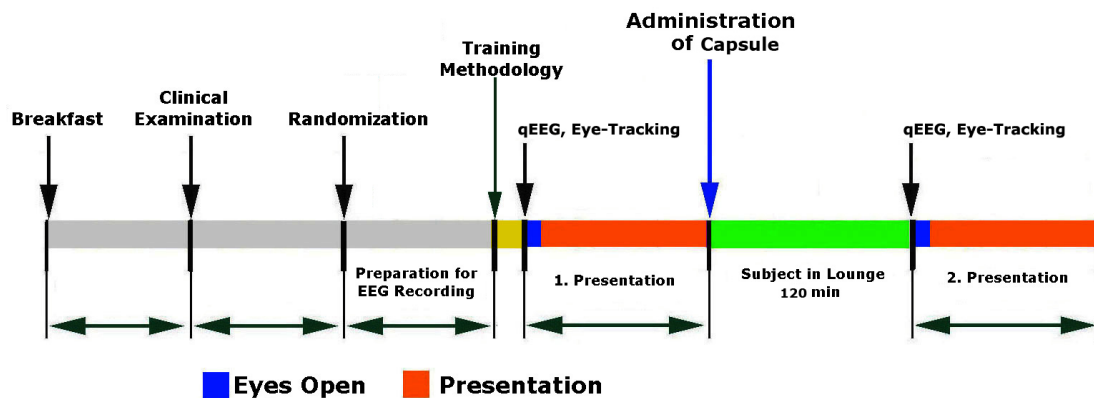 Administration
of Capsule
Training
Methodology
Clinical
Examination
Breakfast
Randomization
qEEG, Eye-Tracking
qEEG, Eye-Tracking
Preparation for
EEG Recording
1. Presentation
Subject in Lounge
120 min
2. Presentation
Eyes Open
Presentation